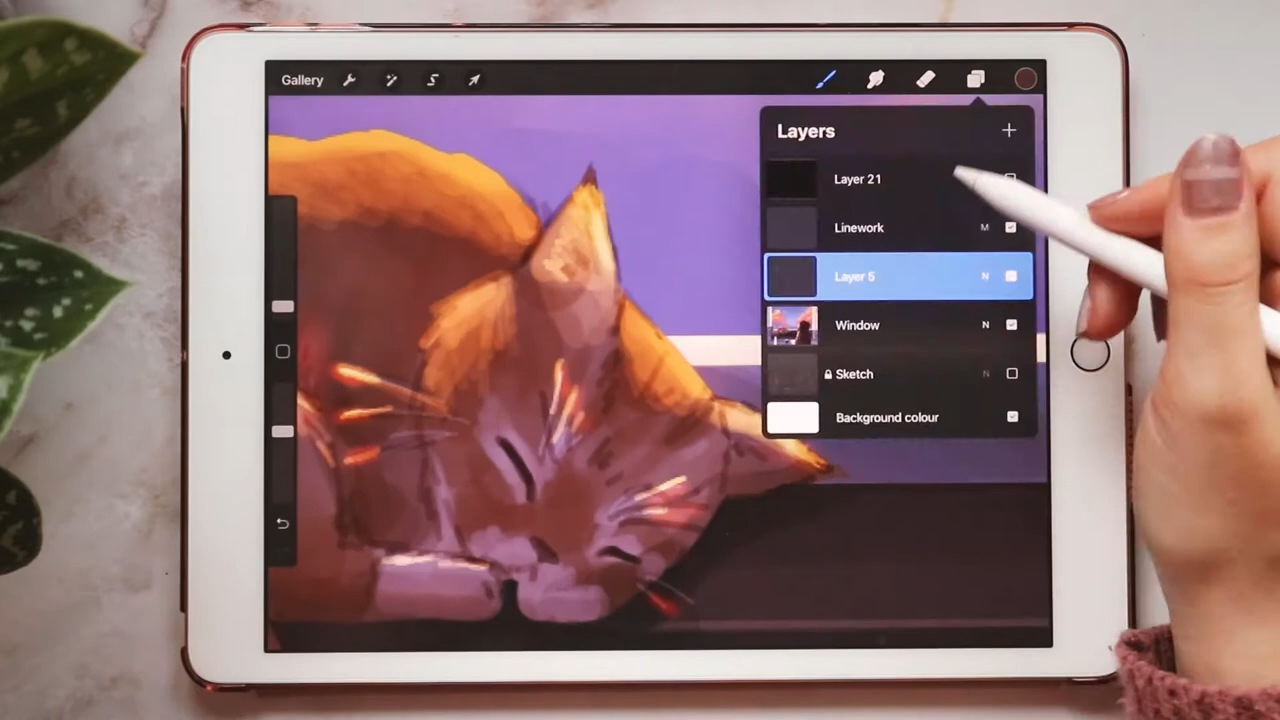 Gallery
Layers
Layer 21
Linework M
Layer 5 N
Window N
Sketch N
Background colour